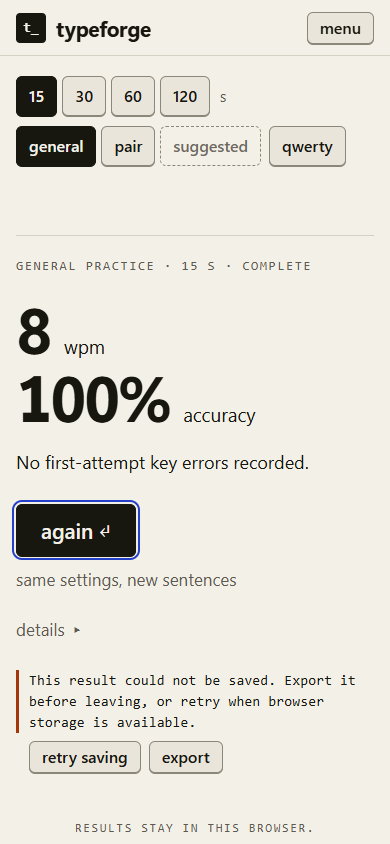 t_ typeforge menu
15 30 60 120 s
general pair suggested qwerty
GENERAL PRACTICE · 15 S · COMPLETE
8 wpm
100% accuracy
No first-attempt key errors recorded.
again ↵
same settings, new sentences
details ▸
This result could not be saved. Export it
before leaving, or retry when browser
storage is available.
retry saving export
RESULTS STAY IN THIS BROWSER.